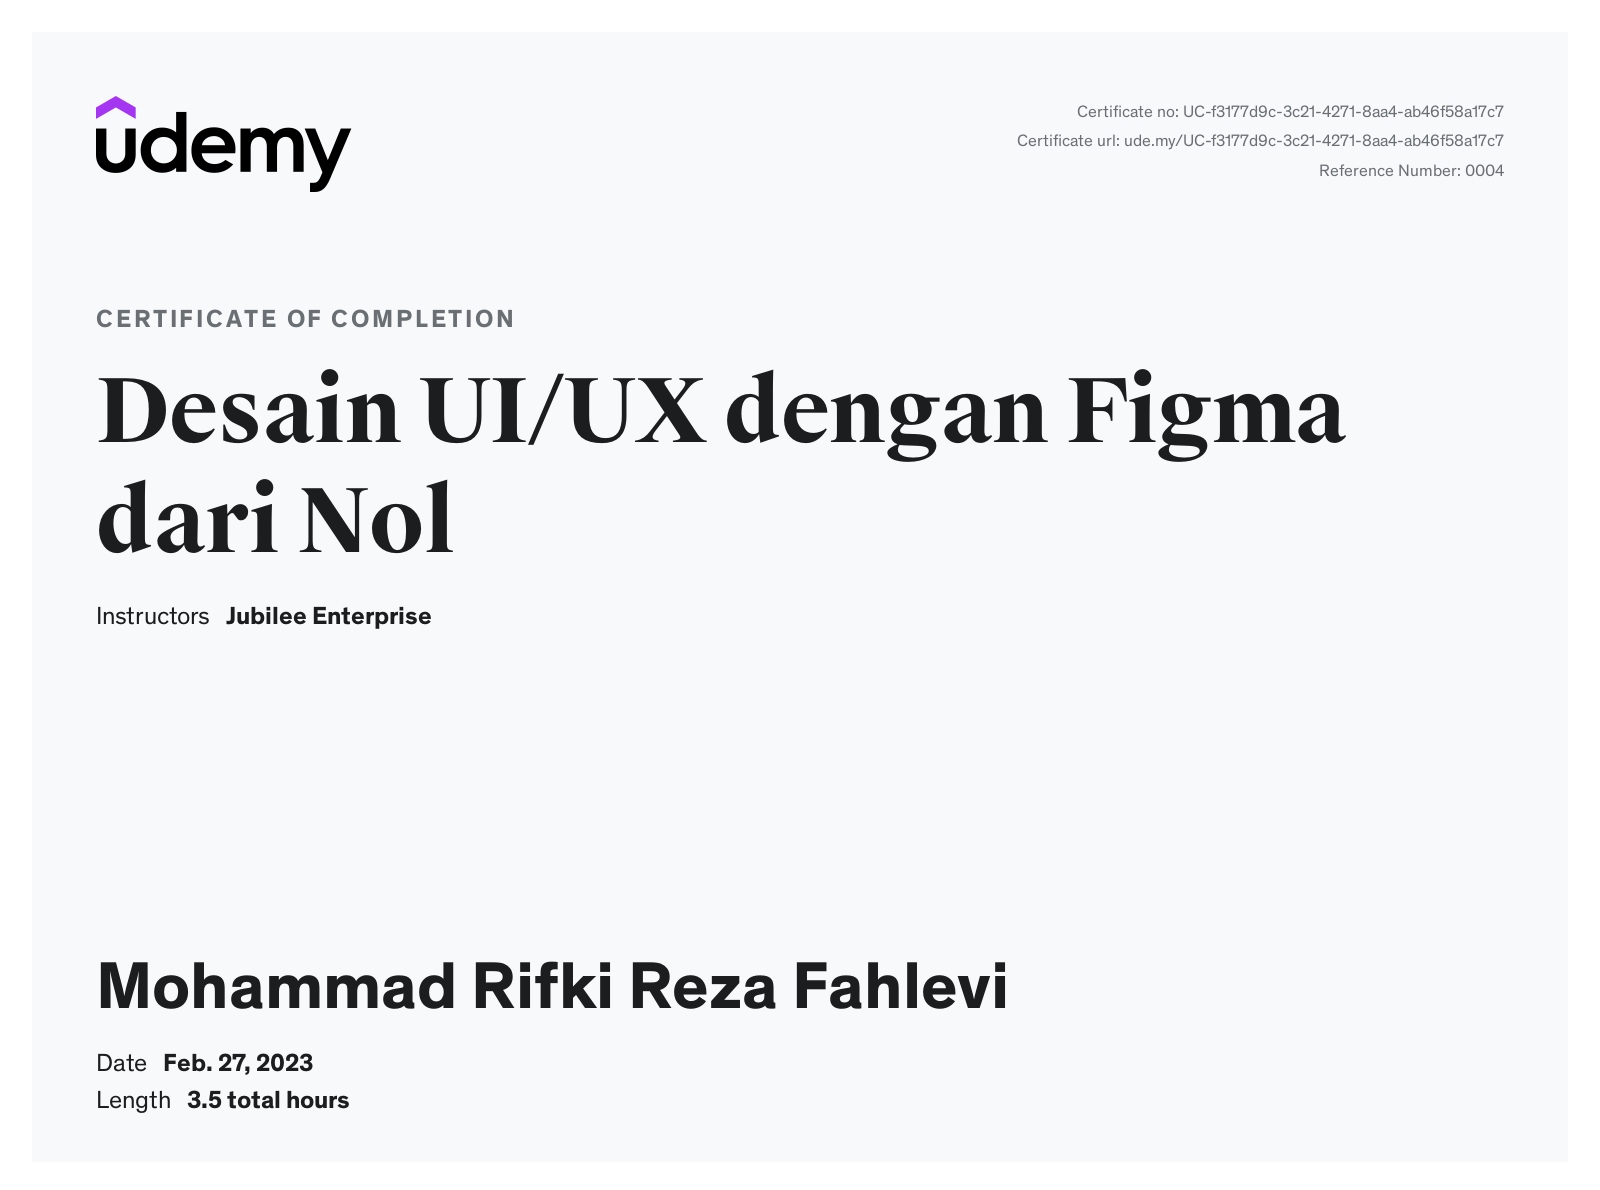 udemy
Certificate no: UC-f3177d9c-3c21-4271-8aa4-ab46f58a17c7
Certificate url: ude.my/UC-f3177d9c-3c21-4271-8aa4-ab46f58a17c7
Reference Number: 0004
CERTIFICATE OF COMPLETION
Desain UI/UX dengan Figma
dari Nol
Instructors Jubilee Enterprise
Mohammad Rifki Reza Fahlevi
Date Feb. 27, 2023
Length 3.5 total hours